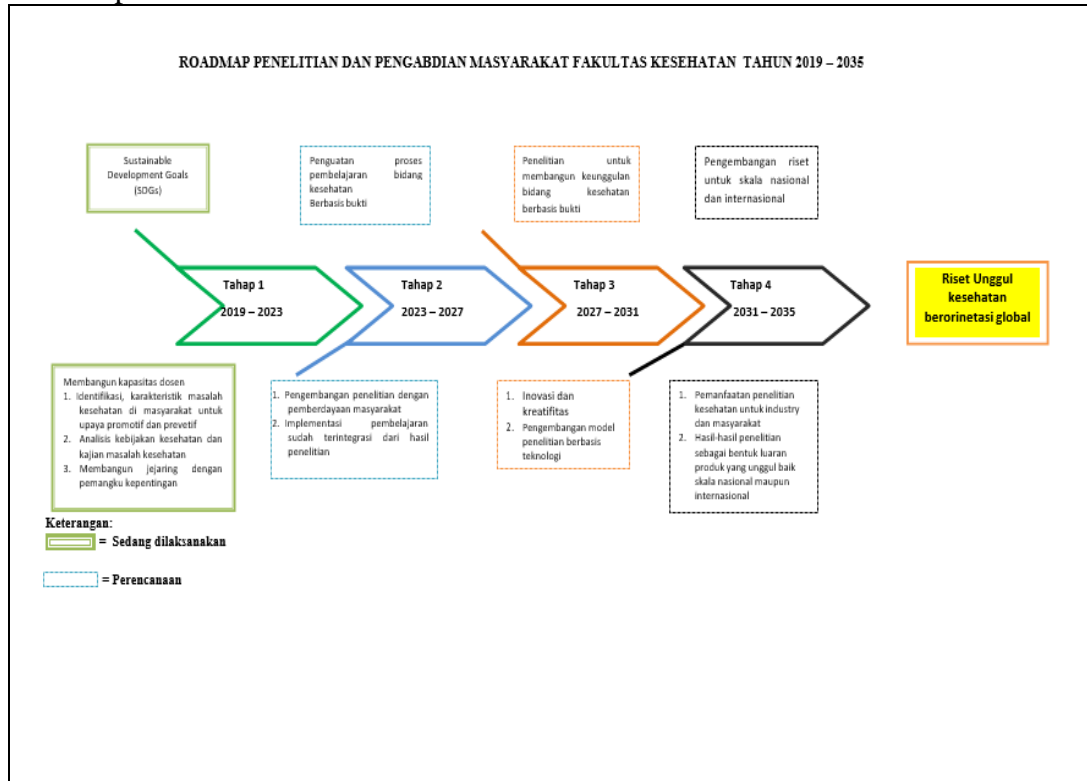 ROADMAP PENELITIAN DAN PENGABDIAN MASYARAKAT FAKULTAS KESEHATAN TAHUN 2019 – 2035
Sustainable
Development Goals
(SDGs)
Penguatan proses
pembelajaran bidang
kesehatan
Berbasis bukti
Penelitian untuk
membangun keunggulan
bidang kesehatan
berbasis bukti
Pengembangan riset
untuk skala nasional
dan internasional
Tahap 1
2019 – 2023
Tahap 2
2023 – 2027
Tahap 3
2027 – 2031
Tahap 4
2031 – 2035
Riset Unggul
kesehatan
berorinetasi global
Membangun kapasitas dosen
1. Identifikasi, karakteristik masalah
kesehatan di masyarakat untuk
upaya promotif dan prevetif
2. Analisis kebijakan kesehatan dan
kajian masalah kesehatan
3. Membangun jejaring dengan
pemangku kepentingan
1. Pengembangan penelitian dengan
pemberdayaan masyarakat
2. Implementasi pembelajaran
sudah terintegrasi dari hasil
penelitian
1. Inovasi dan
kreatifitas
2. Pengembangan model
penelitian berbasis
teknologi
1. Pemanfaatan penelitian
kesehatan untuk industry
dan masyarakat
2. Hasil-hasil penelitian
sebagai bentuk luaran
produk yang unggul baik
skala nasional maupun
internasional
Keterangan:
= Sedang dilaksanakan
= Perencanaan